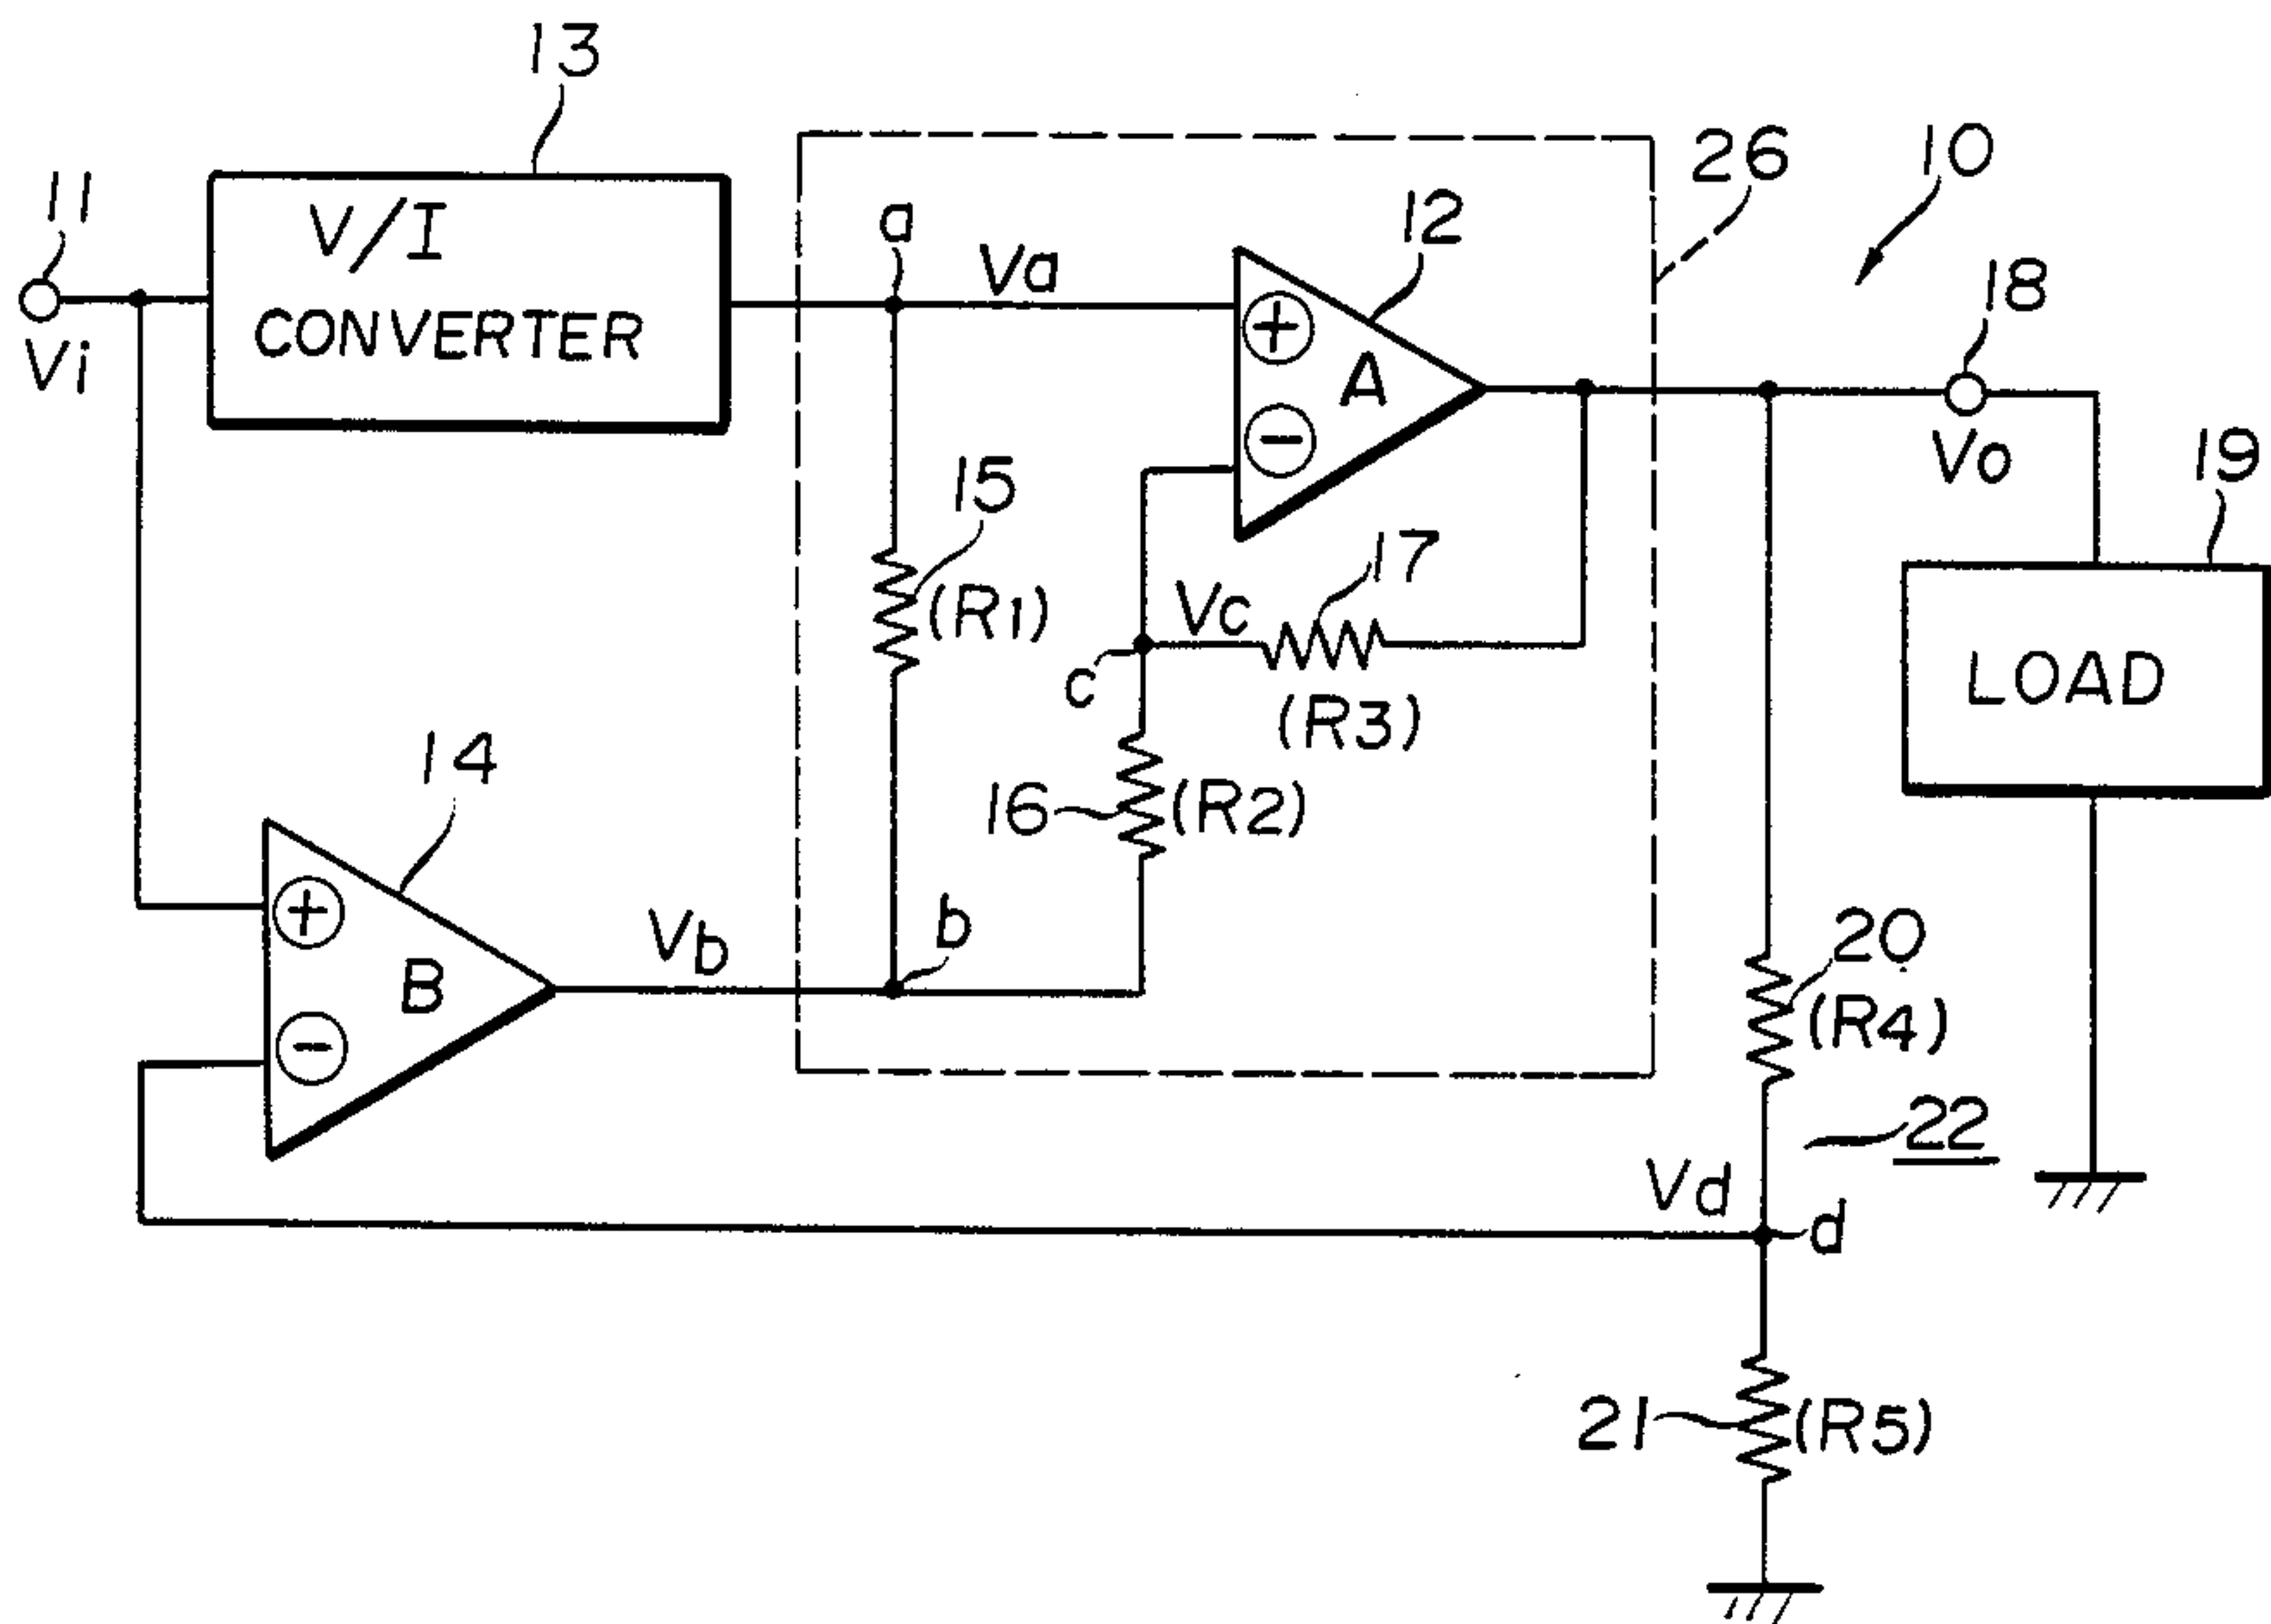 13
11
V/I
CONVERTER
Vi
a
Va
12
26
10
18
A
+
−
Vo
19
15
(R1)
Vc
17
c
(R3)
LOAD
14
16
(R2)
+
B
−
Vb
b
20
(R4)
22
Vd
d
21
(R5)